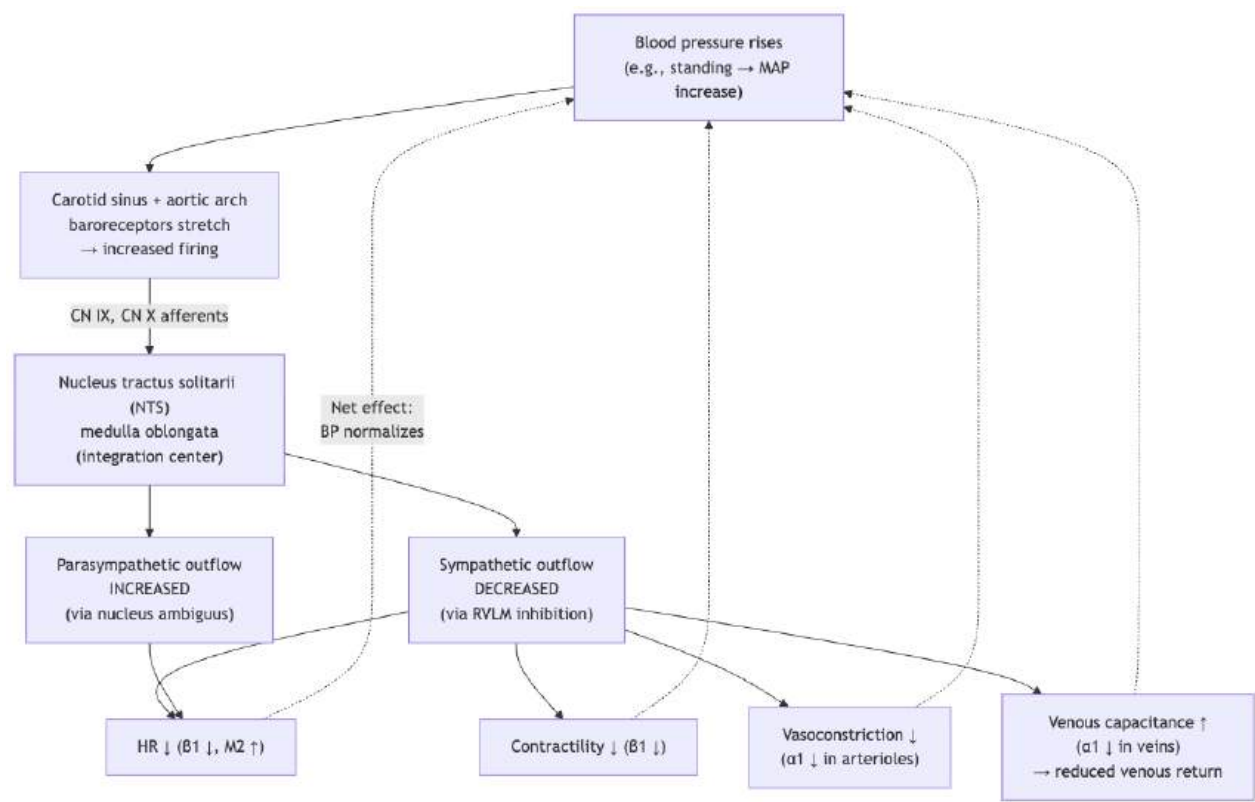 Blood pressure rises
(e.g., standing → MAP
increase)
Carotid sinus + aortic arch
baroreceptors stretch
→ increased firing
CN IX, CN X afferents
Nucleus tractus solitarii
(NTS)
medulla oblongata
(integration center)
Net effect:
BP normalizes
Parasympathetic outflow
INCREASED
(via nucleus ambiguus)
Sympathetic outflow
DECREASED
(via RVLM inhibition)
HR ↓ (β1 ↓, M2 ↑)
Contractility ↓ (β1 ↓)
Vasoconstriction ↓
(α1 ↓ in arterioles)
Venous capacitance ↑
(α1 ↓ in veins)
→ reduced venous return